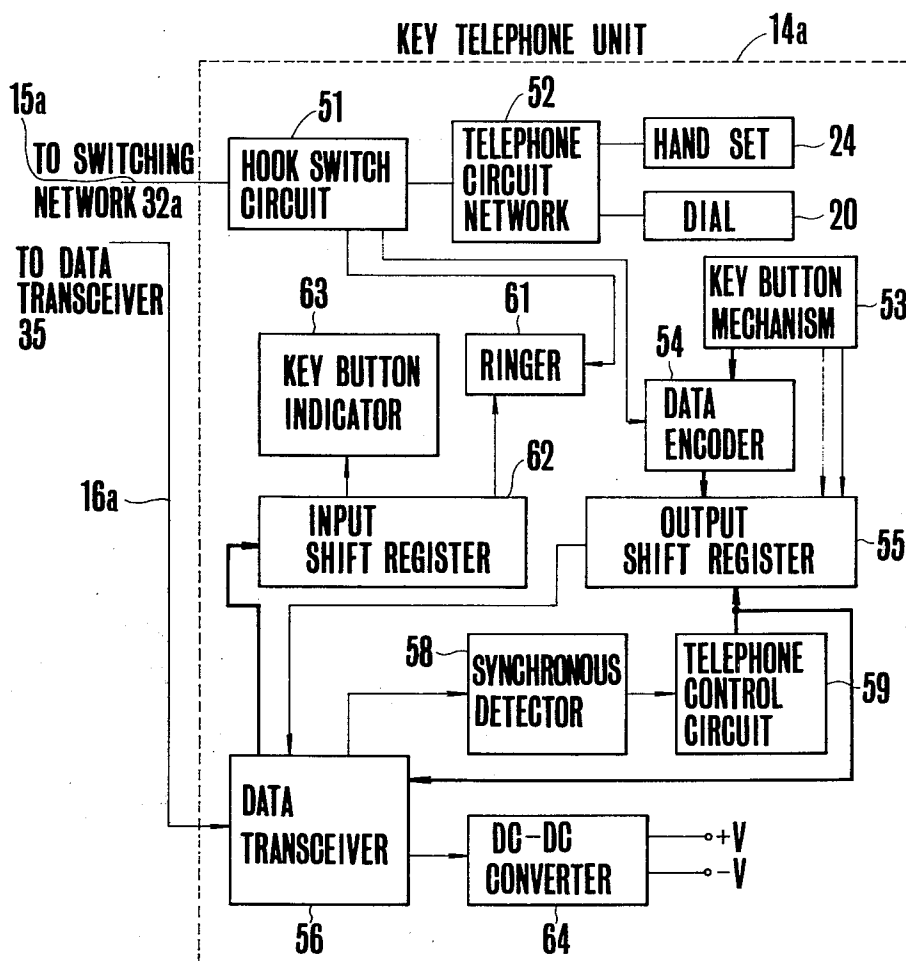 KEY TELEPHONE UNIT
14a
15a
TO SWITCHING
NETWORK 32a
51
HOOK SWITCH
CIRCUIT
52
TELEPHONE
CIRCUIT
NETWORK
HAND SET
24
DIAL
20
TO DATA
TRANSCEIVER
35
63
KEY BUTTON
INDICATOR
61
RINGER
KEY BUTTON
MECHANISM
53
54
DATA
ENCODER
16a
62
INPUT
SHIFT REGISTER
OUTPUT
SHIFT REGISTER
55
58
SYNCHRONOUS
DETECTOR
TELEPHONE
CONTROL
CIRCUIT
59
DATA
TRANSCEIVER
56
DC-DC
CONVERTER
64
+V
-V